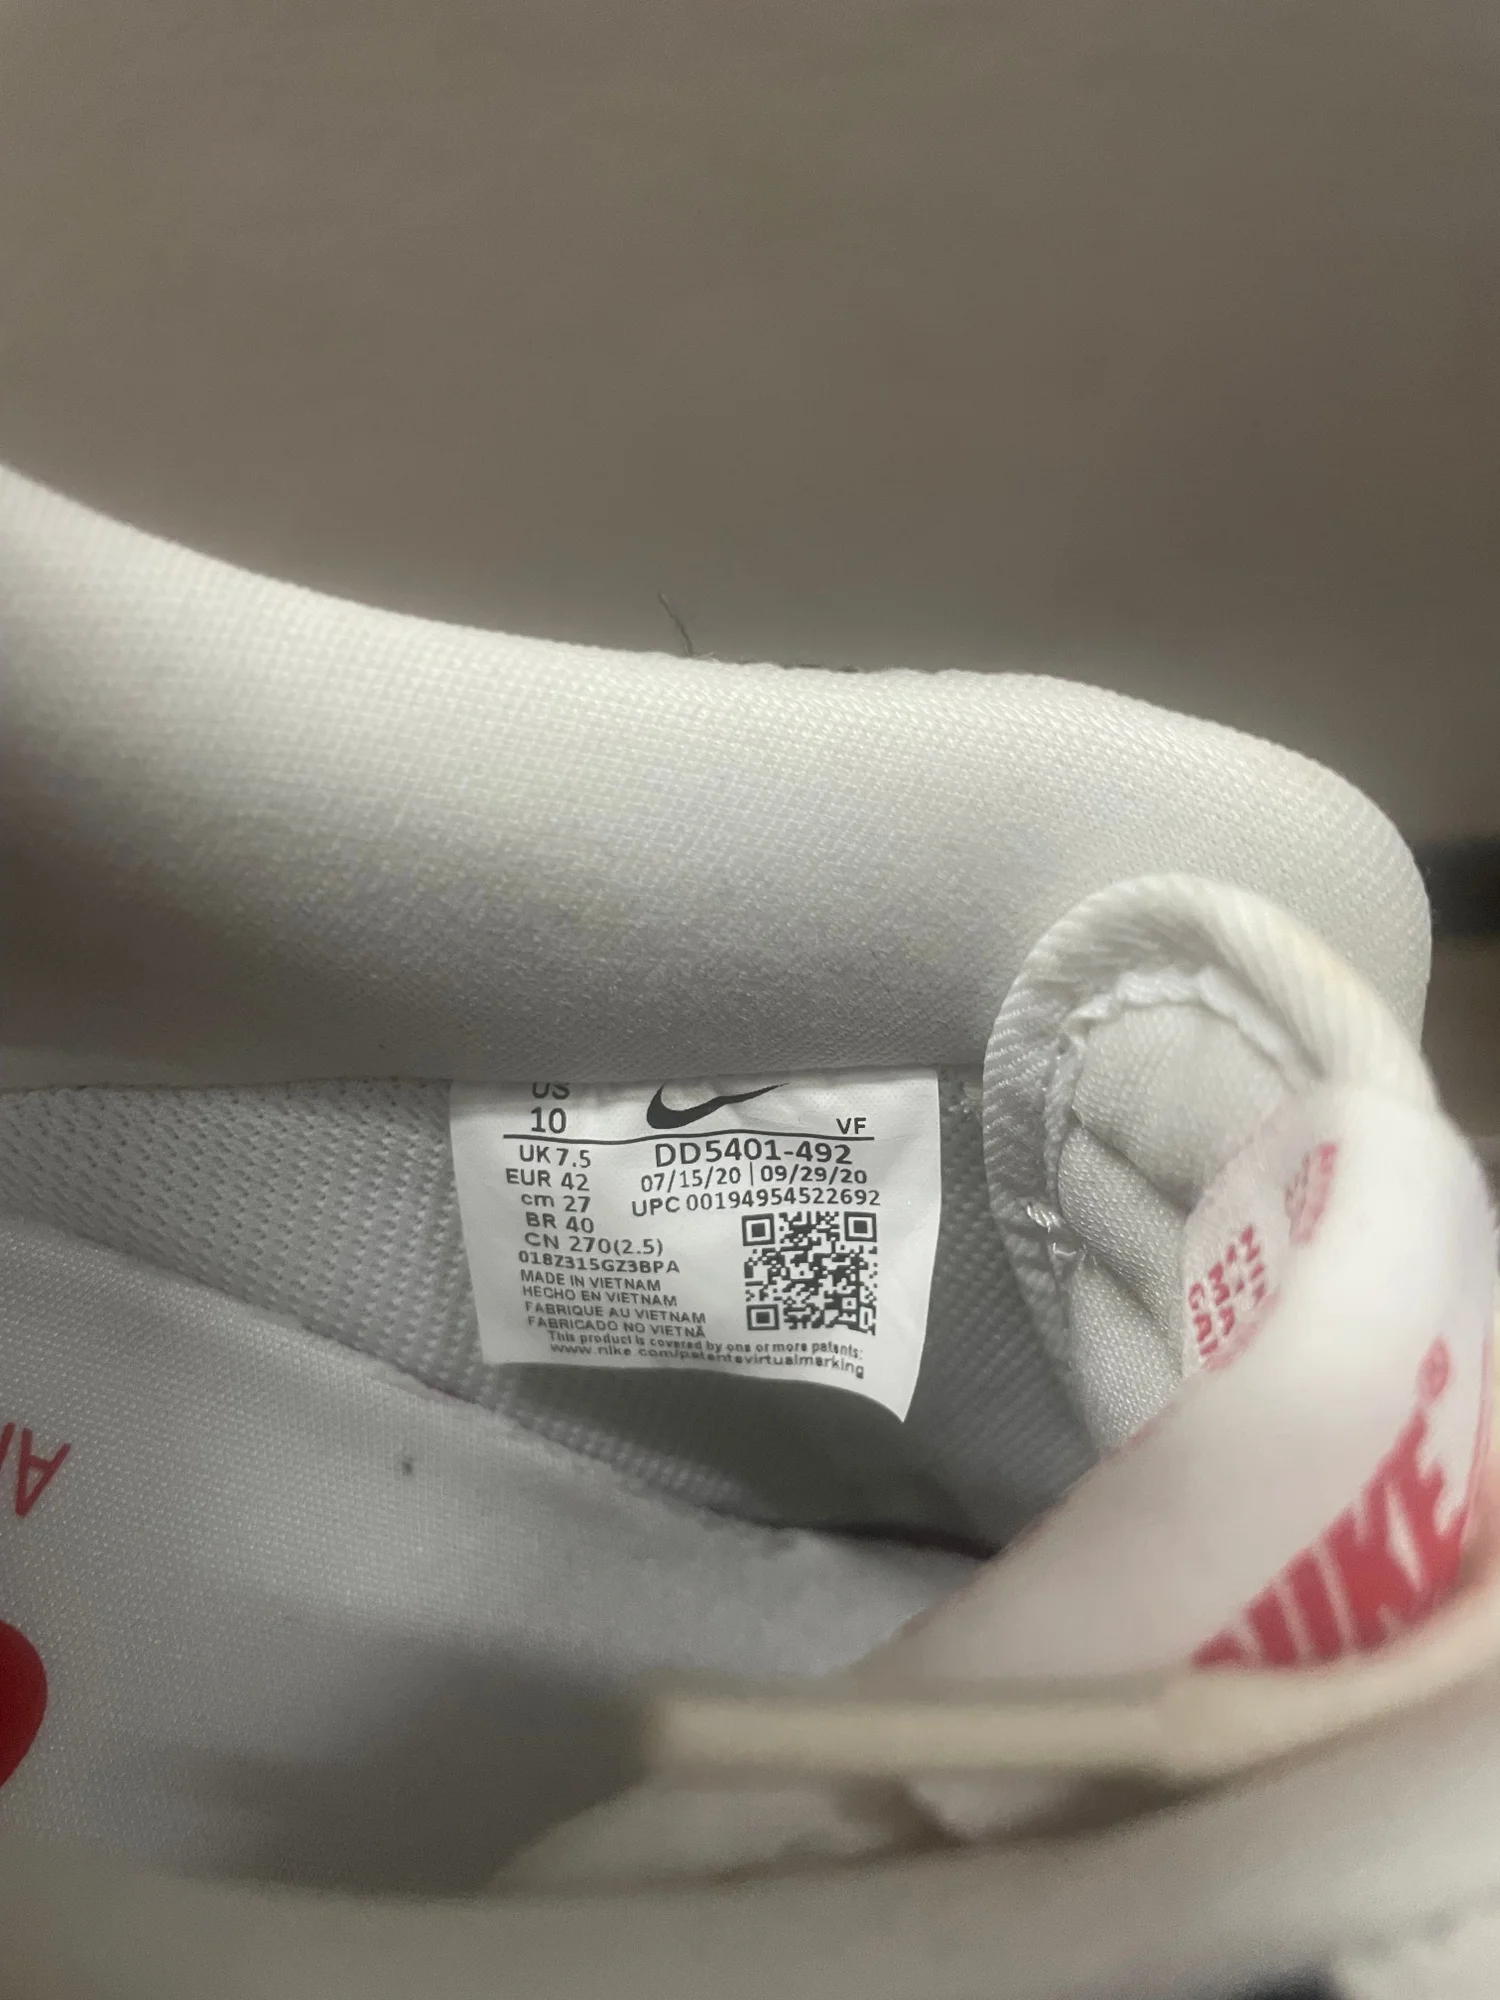 US
10
VF
UK 7.5
EUR 42
cm 27
BR 40
CN 270(2.5)
018Z315GZ3BPA
DD5401-492
07/15/20 | 09/29/20
UPC 00194954522692
MADE IN VIETNAM
HECHO EN VIETNAM
FABRIQUE AU VIETNAM
FABRICADO NO VIETNÃ
This product is covered by one or more patents:
www.nike.com/patentsvirtualmarking
NIKE®